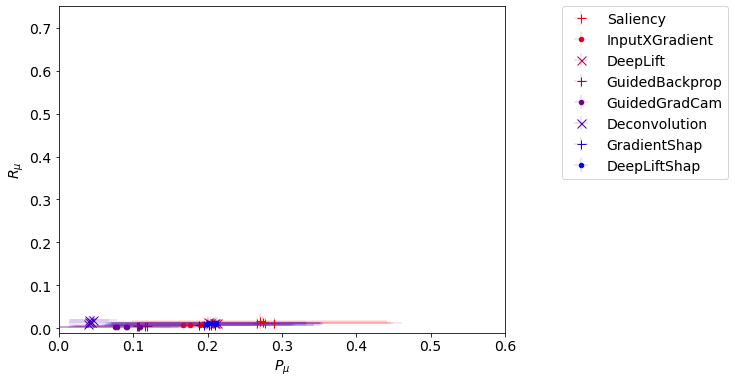 0.7
0.6
0.5
0.4
0.3
0.2
0.1
0.0
Rμ
0.0 0.1 0.2 0.3 0.4 0.5 0.6
Pμ
Saliency
InputXGradient
DeepLift
GuidedBackprop
GuidedGradCam
Deconvolution
GradientShap
DeepLiftShap